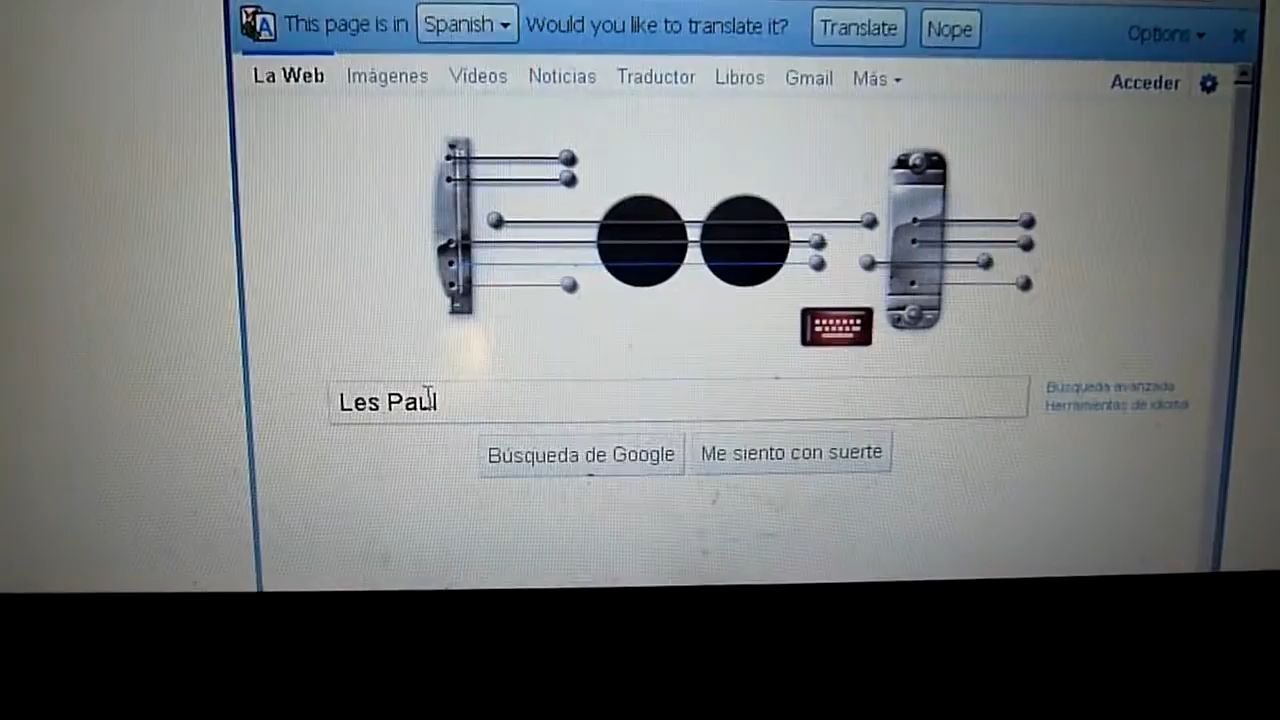 This page is in Spanish Would you like to translate it? Translate Nope Options
La Web Imágenes Vídeos Noticias Traductor Libros Gmail Más Acceder
Les Paul
Búsqueda avanzada
Herramientas de idioma
Búsqueda de Google Me siento con suerte